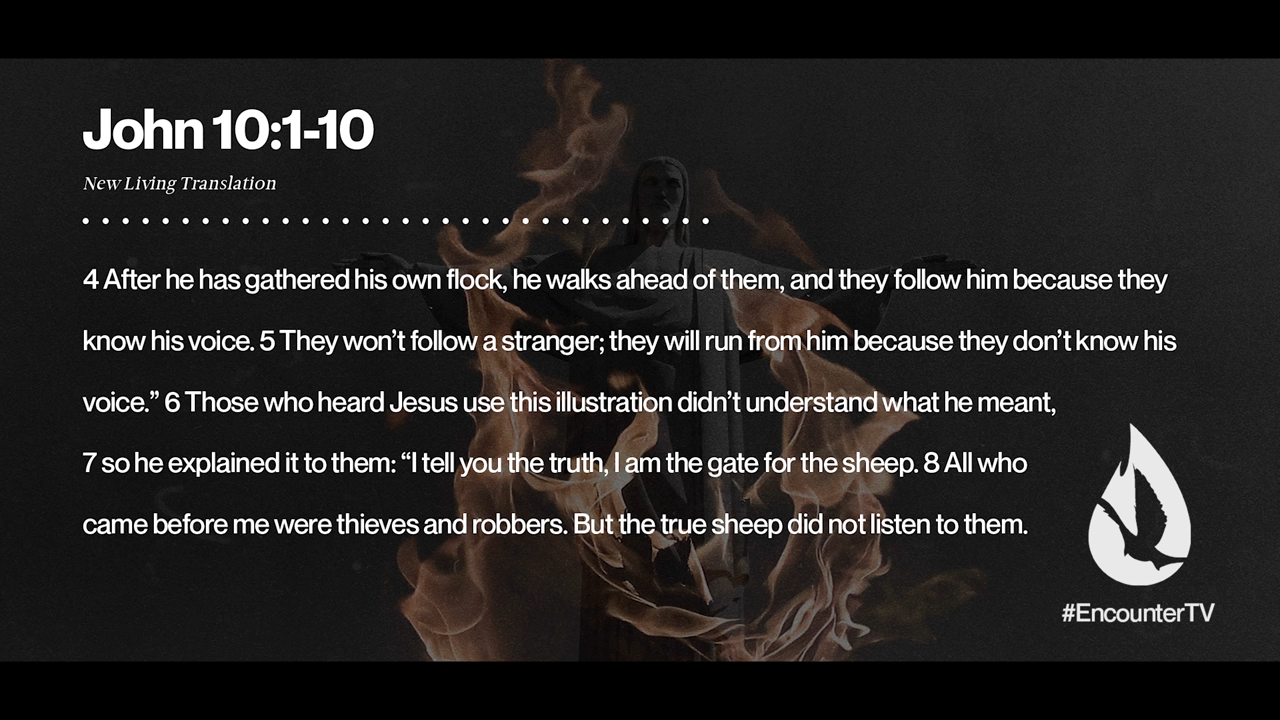 John 10:1-10
New Living Translation
4 After he has gathered his own flock, he walks ahead of them, and they follow him because they
know his voice. 5 They won’t follow a stranger; they will run from him because they don’t know his
voice.” 6 Those who heard Jesus use this illustration didn’t understand what he meant,
7 so he explained it to them: “I tell you the truth, I am the gate for the sheep. 8 All who
came before me were thieves and robbers. But the true sheep did not listen to them.
#EncounterTV